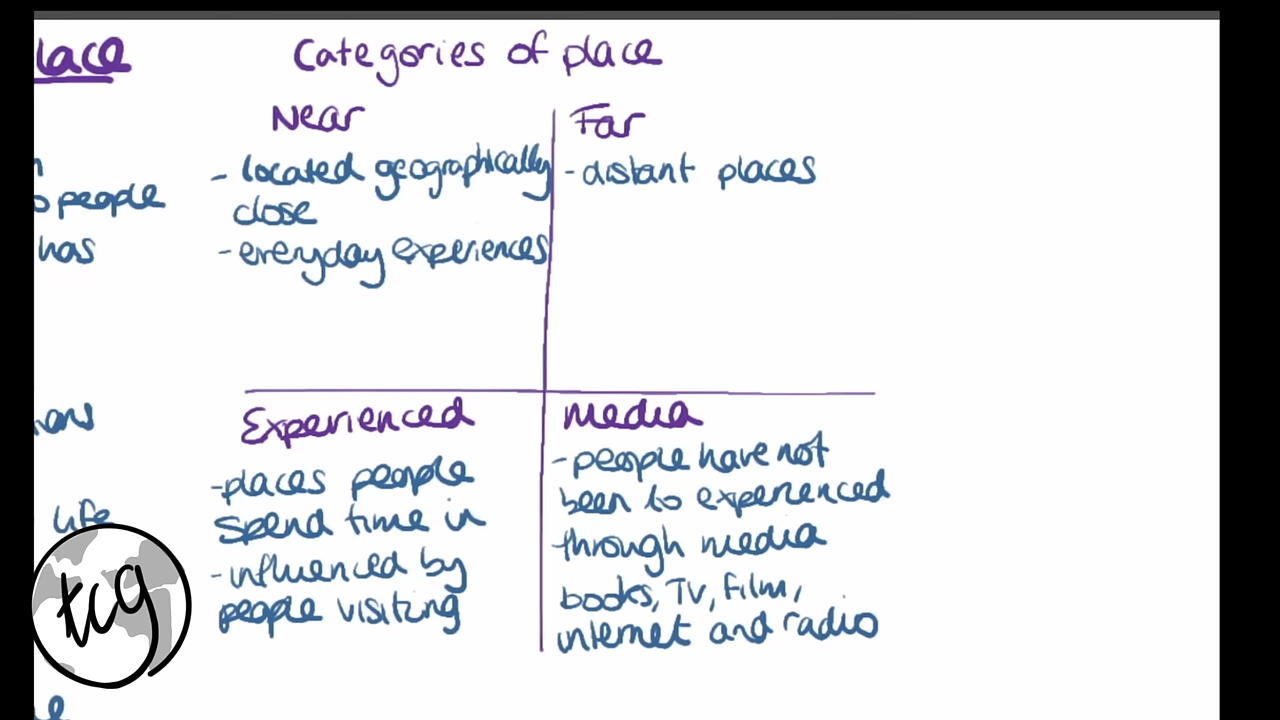 lace
Categories of place
Near
Far
- located geographically
close
- everyday experiences
- distant places
people
has
Experienced
- places people
spend time in
- influenced by
people visiting
media
- people have not
been to experienced
through media
books, TV, film,
internet and radio
life
tcg